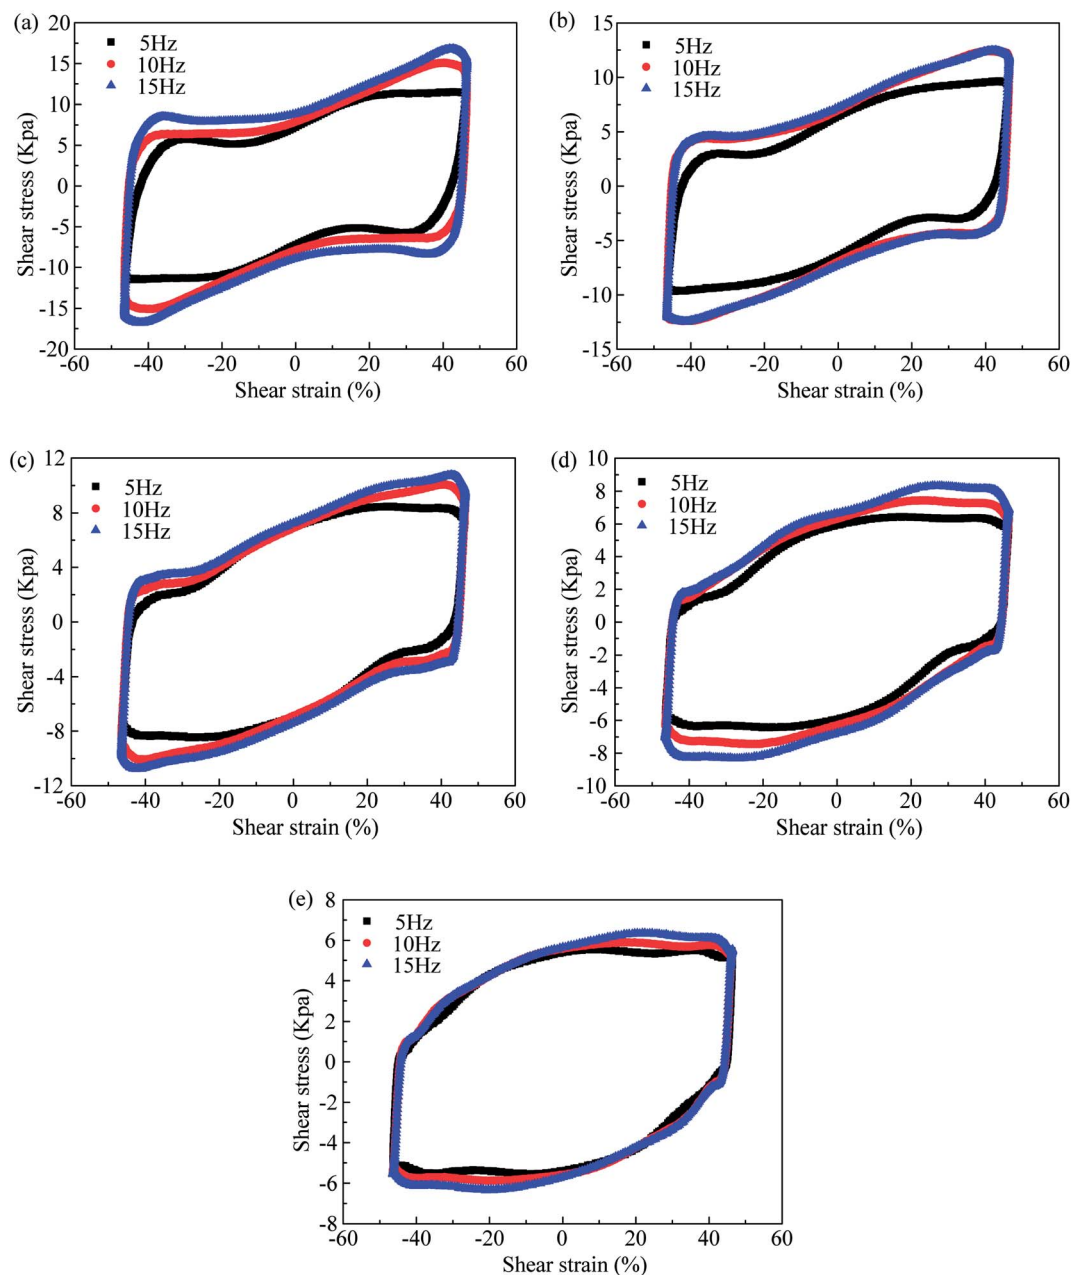 (a)
5Hz
10Hz
15Hz
Shear stress (Kpa)
20
15
10
5
0
-5
-10
-15
-20
-60 -40 -20 0 20 40 60
Shear strain (%)
(b)
5Hz
10Hz
15Hz
Shear stress (Kpa)
15
10
5
0
-5
-10
-15
-60 -40 -20 0 20 40 60
Shear strain (%)
(c)
5Hz
10Hz
15Hz
Shear stress (Kpa)
12
8
4
0
-4
-8
-12
-60 -40 -20 0 20 40 60
Shear strain (%)
(d)
5Hz
10Hz
15Hz
Shear stress (Kpa)
10
8
6
4
2
0
-2
-4
-6
-8
-10
-60 -40 -20 0 20 40 60
Shear strain (%)
(e)
5Hz
10Hz
15Hz
Shear stress (Kpa)
8
6
4
2
0
-2
-4
-6
-8
-60 -40 -20 0 20 40 60
Shear strain (%)